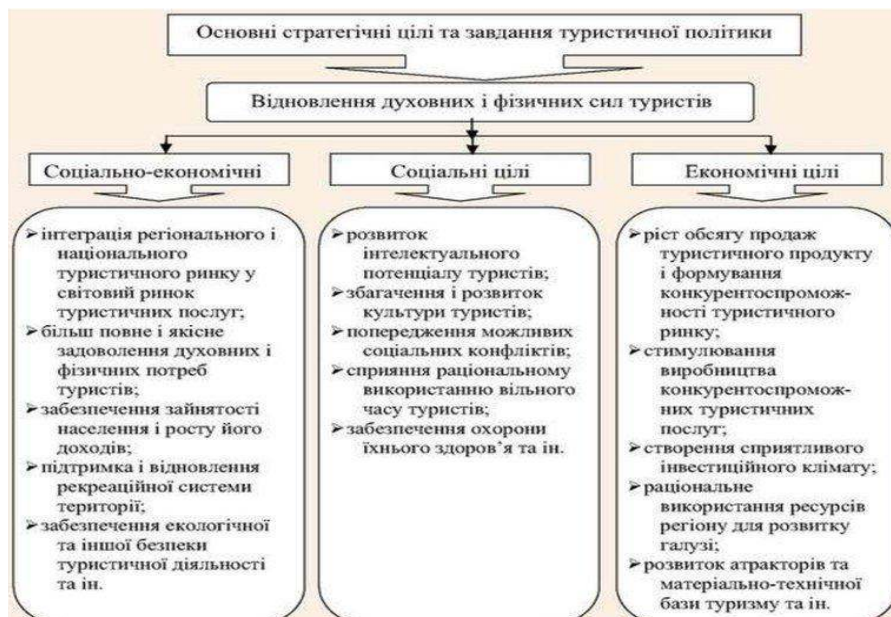 Основні стратегічні цілі та завдання туристичної політики
Відновлення духовних і фізичних сил туристів
Соціально-економічні
➢інтеграція регіонального і
національного
туристичного ринку у
світовий ринок
туристичних послуг;
➢більш повне і якісне
задоволення духовних і
фізичних потреб
туристів;
➢забезпечення зайнятості
населення і росту його
доходів;
➢підтримка і відновлення
рекреаційної системи
території;
➢забезпечення екологічної
та іншої безпеки
туристичної діяльності
та ін.
Соціальні цілі
➢розвиток
інтелектуального
потенціалу туристів;
➢збагачення і розвиток
культури туристів;
➢попередження можливих
соціальних конфліктів;
➢сприяння раціональному
використанню вільного
часу туристів;
➢забезпечення охорони
їхнього здоров’я та ін.
Економічні цілі
➢ріст обсягу продаж
туристичного продукту
і формування
конкурентоспромож-
ності туристичного
ринку;
➢стимулювання
виробництва
конкурентоспромож-
них туристичних
послуг;
➢створення сприятливого
інвестиційного клімату;
➢раціональне
використання ресурсів
регіону для розвитку
галузі;
➢розвиток атракторів та
матеріально-технічної
бази туризму та ін.